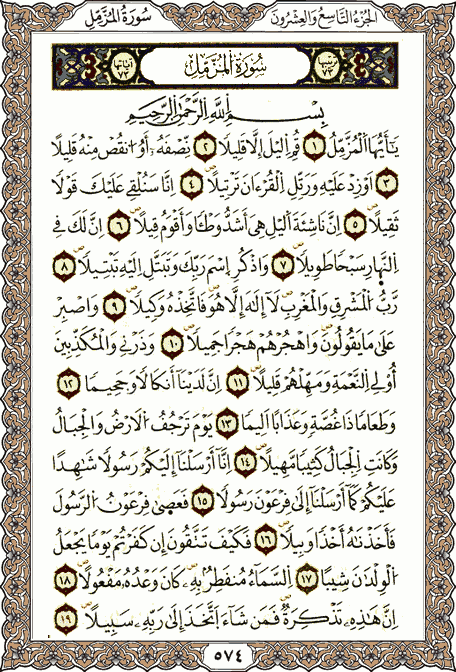 الجزء التاسع والعشرون
سورة المزمل
ترتيبها ٧٣
سورة المزمل
آياتها
بسم الله الرحمن الرحيم
يَـٰٓأَيُّهَا ٱلْمُزَّمِّلُ ١ قُمِ ٱلَّيْلَ إِلَّا قَلِيلًا ٢ نِّصْفَهُۥٓ أَوِ ٱنقُصْ مِنْهُ قَلِيلًا
٣ أَوْ زِدْ عَلَيْهِ وَرَتِّلِ ٱلْقُرْءَانَ تَرْتِيلًا ٤ إِنَّا سَنُلْقِى عَلَيْكَ قَوْلًا
ثَقِيلًا ٥ إِنَّ نَاشِئَةَ ٱلَّيْلِ هِىَ أَشَدُّ وَطْـًٔا وَأَقْوَمُ قِيلًا ٦ إِنَّ لَكَ فِى
ٱلنَّهَارِ سَبْحًا طَوِيلًا ٧ وَٱذْكُرِ ٱسْمَ رَبِّكَ وَتَبَتَّلْ إِلَيْهِ تَبْتِيلًا ٨
رَّبُّ ٱلْمَشْرِقِ وَٱلْمَغْرِبِ لَآ إِلَـٰهَ إِلَّا هُوَ فَٱتَّخِذْهُ وَكِيلًا ٩ وَٱصْبِرْ
عَلَىٰ مَا يَقُولُونَ وَٱهْجُرْهُمْ هَجْرًا جَمِيلًا ١٠ وَذَرْنِى وَٱلْمُكَذِّبِينَ
أُو۟لِى ٱلنَّعْمَةِ وَمَهِّلْهُمْ قَلِيلًا ١١ إِنَّ لَدَيْنَآ أَنكَالًا وَجَحِيمًا ١٢
وَطَعَامًا ذَا غُصَّةٍ وَعَذَابًا أَلِيمًا ١٣ يَوْمَ تَرْجُفُ ٱلْأَرْضُ وَٱلْجِبَالُ
وَكَانَتِ ٱلْجِبَالُ كَثِيبًا مَّهِيلًا ١٤ إِنَّآ أَرْسَلْنَآ إِلَيْكُمْ رَسُولًا شَـٰهِدًا
عَلَيْكُمْ كَمَآ أَرْسَلْنَآ إِلَىٰ فِرْعَوْنَ رَسُولًا ١٥ فَعَصَىٰ فِرْعَوْنُ ٱلرَّسُولَ
فَأَخَذْنَـٰهُ أَخْذًا وَبِيلًا ١٦ فَكَيْفَ تَتَّقُونَ إِن كَفَرْتُمْ يَوْمًا يَجْعَلُ
ٱلْوِلْدَٰنَ شِيبًا ١٧ ٱلسَّمَآءُ مُنفَطِرٌۢ بِهِۦ كَانَ وَعْدُهُۥ مَفْعُولًا ١٨
إِنَّ هَـٰذِهِۦ تَذْكِرَةٌ فَمَن شَآءَ ٱتَّخَذَ إِلَىٰ رَبِّهِۦ سَبِيلًا ١٩
٥٧٤